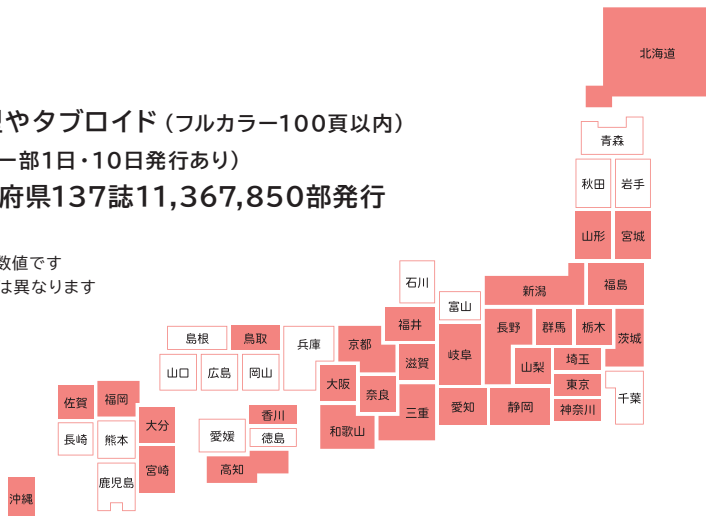 北海道
やタブロイド(フルカラー100頁以内)
一部1日・10日発行あり)
府県137誌11,367,850部発行
数値です
は異なります
青森
秋田 岩手
山形 宮城
石川
新潟 福島
富山
福井
島根 鳥取 兵庫 京都 長野 群馬 栃木 茨城
滋賀 岐阜 埼玉
山口 広島 岡山 山梨
大阪 東京
奈良 千葉
佐賀 福岡 愛知 静岡 神奈川
香川 三重
大分
長崎 熊本 愛媛 徳島 和歌山
高知
宮崎
鹿児島
沖縄